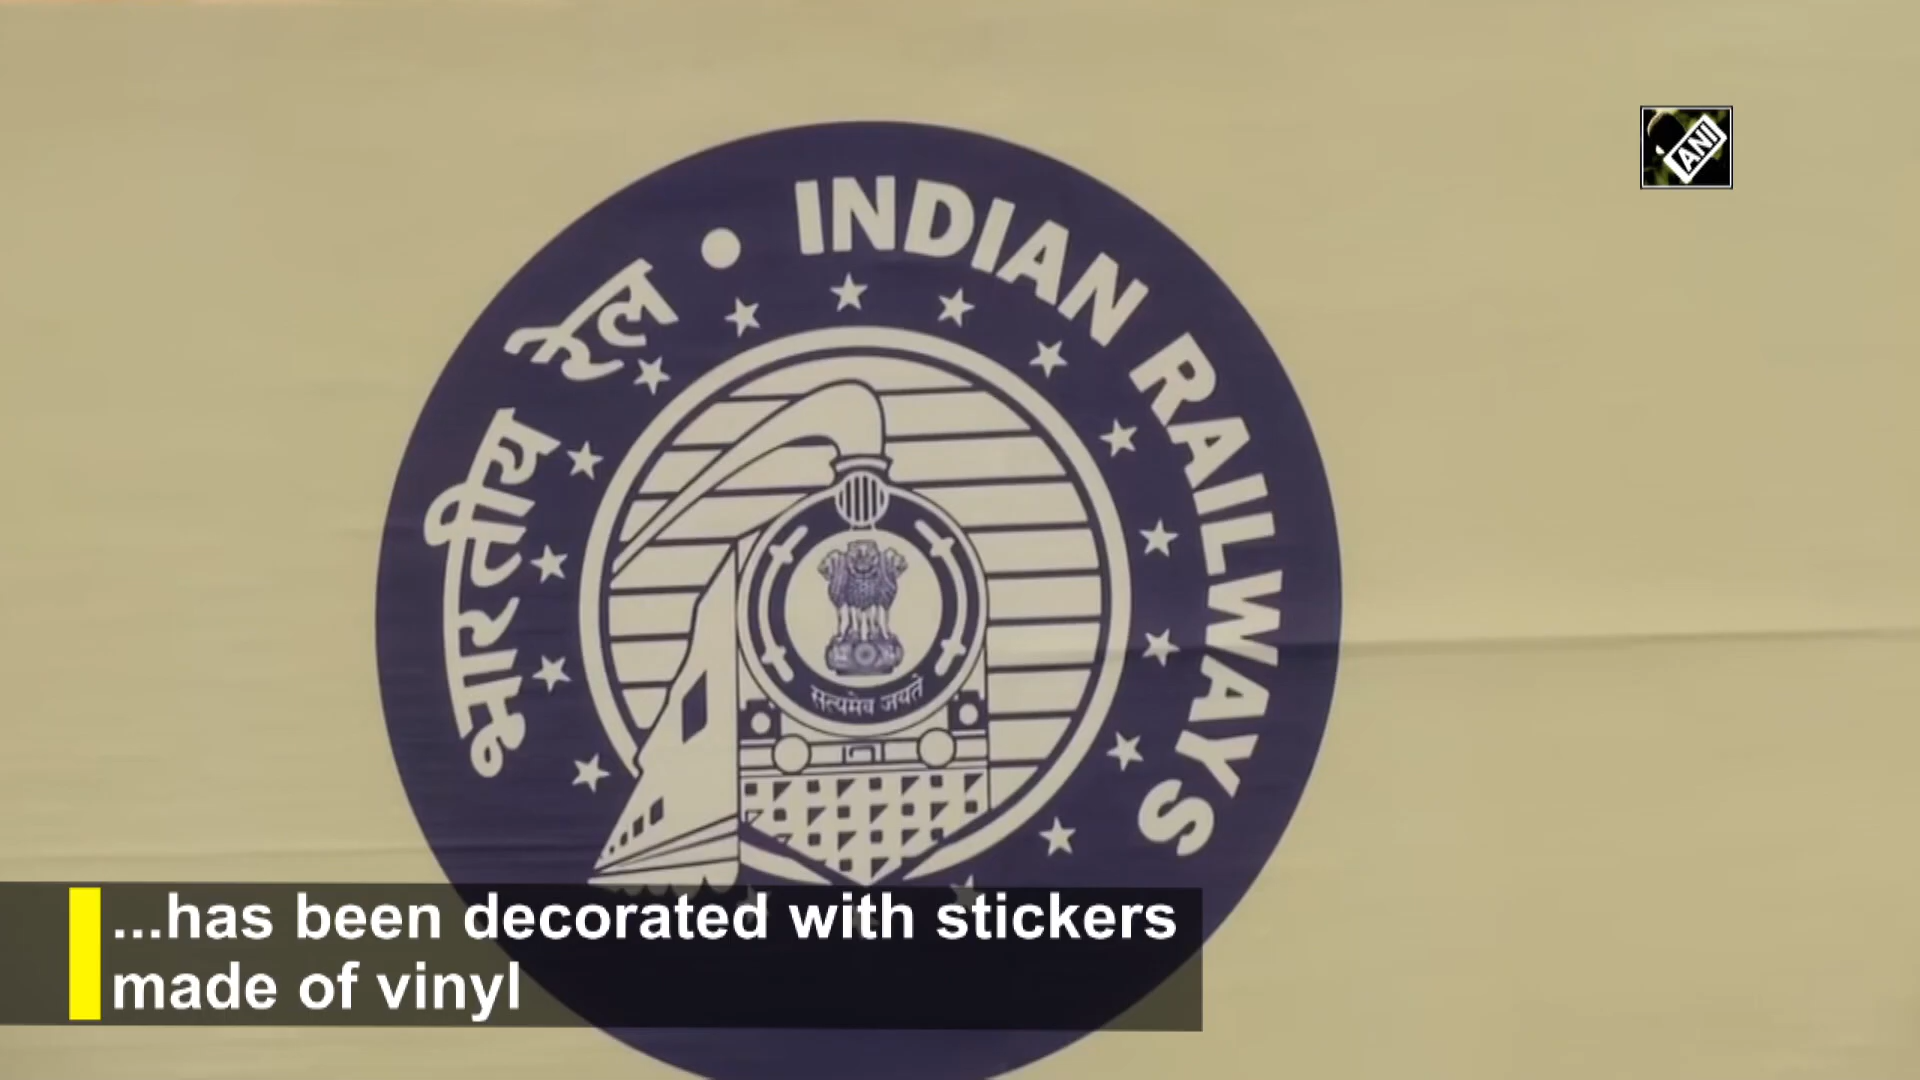 भारतीय रेल • INDIAN RAILWAYS
सत्यमेव जयते
ANI
...has been decorated with stickers
made of vinyl